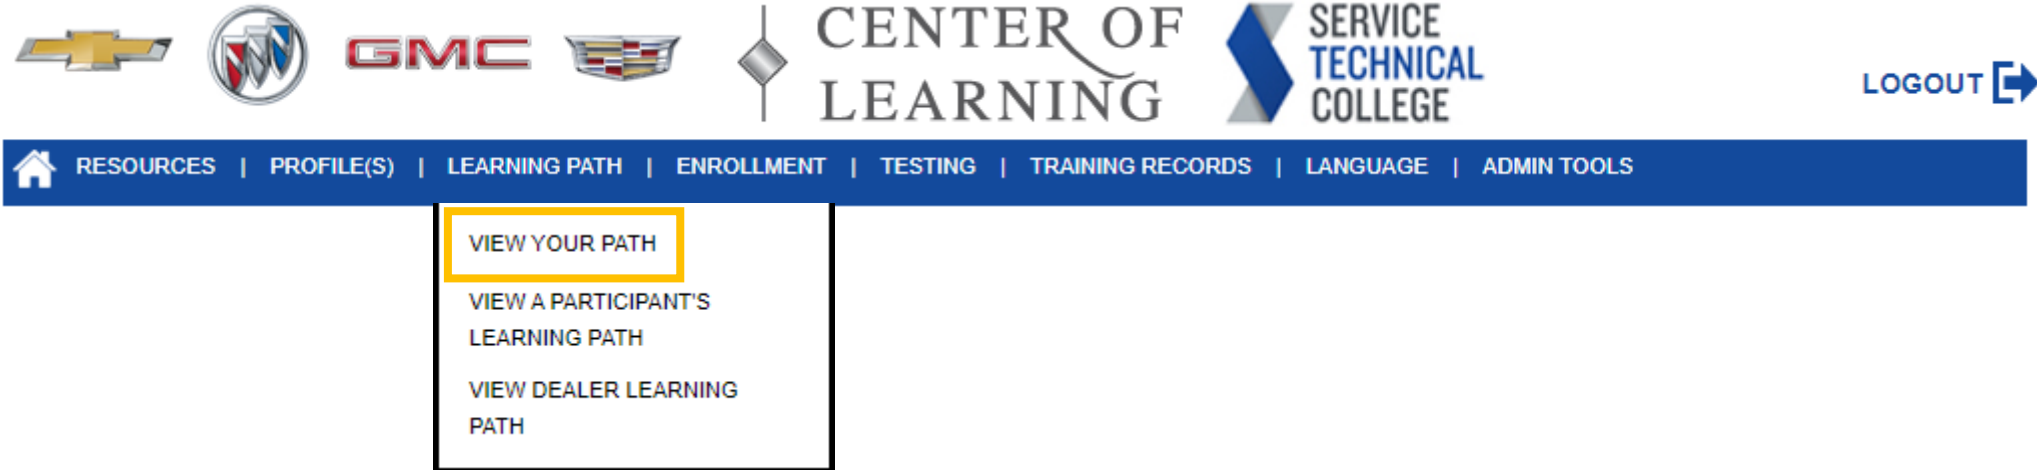 GMC
CENTER OF
LEARNING
SERVICE
TECHNICAL
COLLEGE
LOGOUT
RESOURCES | PROFILE(S) | LEARNING PATH | ENROLLMENT | TESTING | TRAINING RECORDS | LANGUAGE | ADMIN TOOLS
VIEW YOUR PATH
VIEW A PARTICIPANT'S
LEARNING PATH
VIEW DEALER LEARNING
PATH